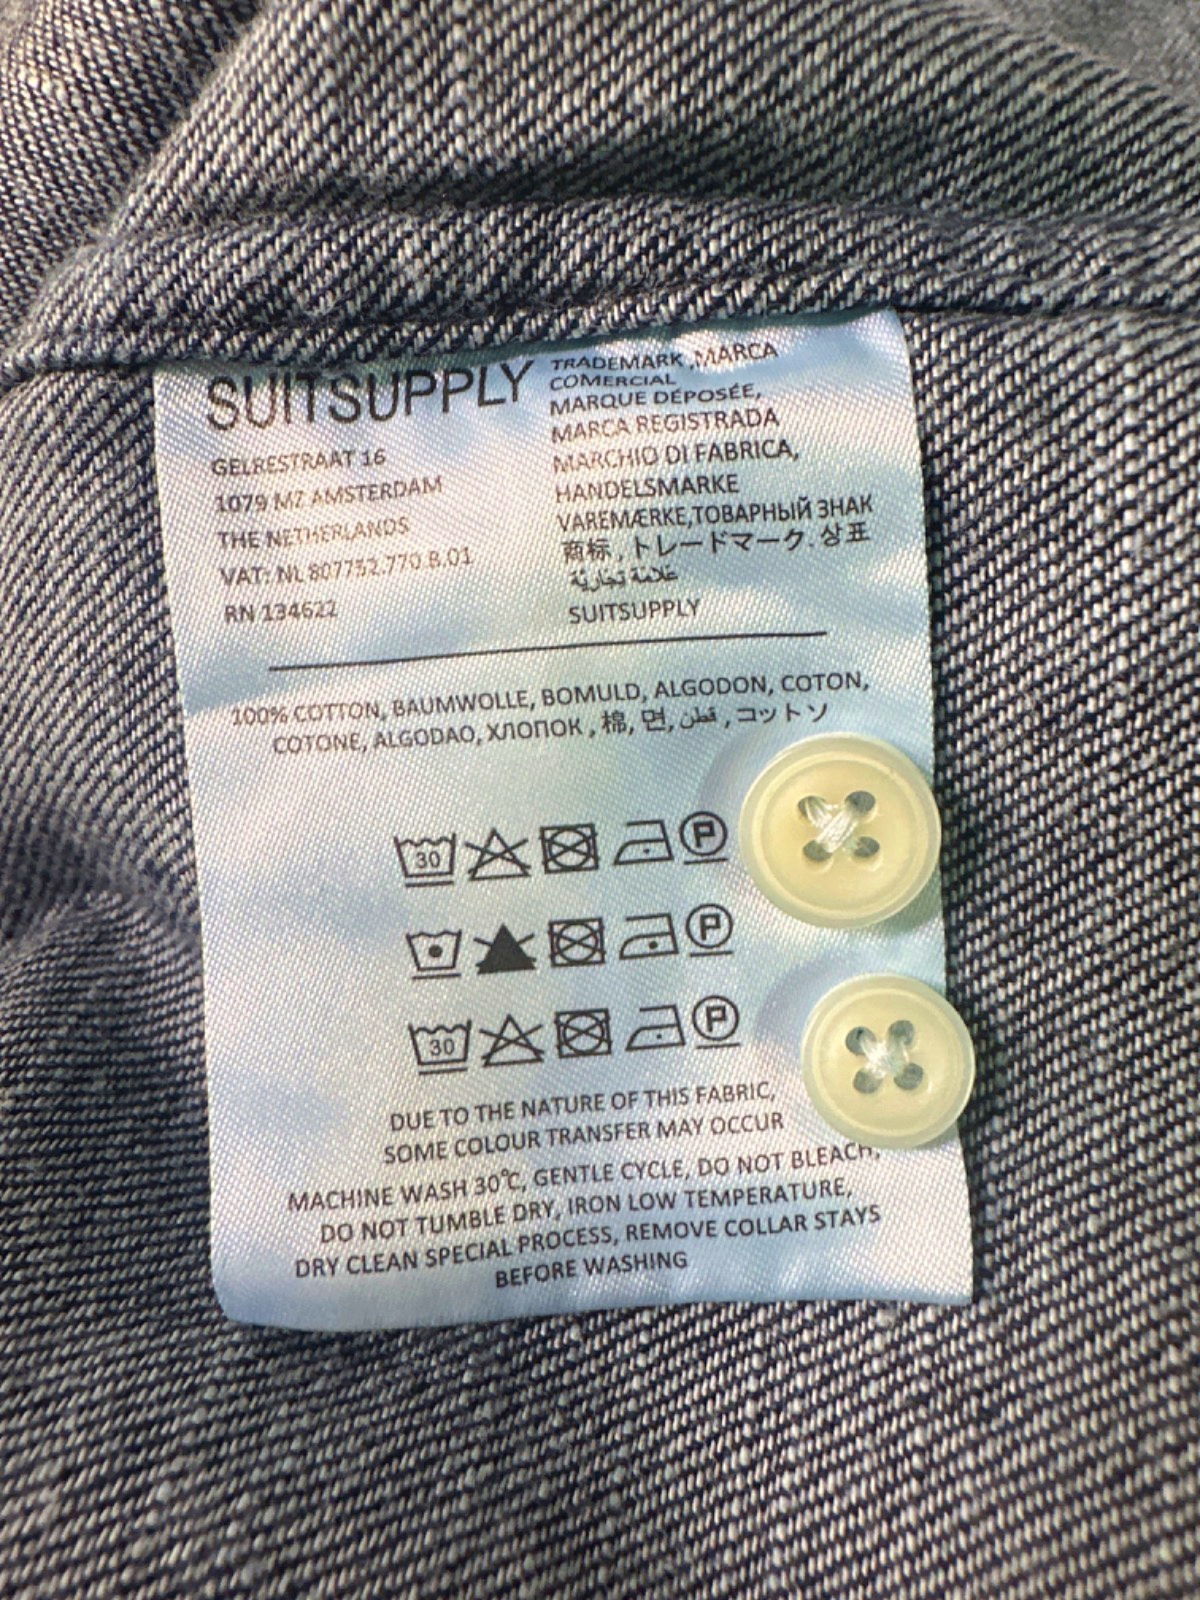 SUITSUPPLY
GELRESTRAAT 16
1079 MZ AMSTERDAM
THE NETHERLANDS
VAT: NL 807752.770.B.01
RN 134622
TRADEMARK ,MARCA
COMERCIAL
MARQUE DÉPOSÉE,
MARCA REGISTRADA
MARCHIO DI FABRICA,
HANDELSMARKE
VAREMÆRKE,ТОВАРНЫЙ ЗНАК
商标 , トレードマーク. 상표
علامة تجارية
SUITSUPPLY
100% COTTON, BAUMWOLLE, BOMULD, ALGODON, COTON,
COTONE, ALGODAO, ХЛОПОК , 棉, 면, قطن , コットソ
30 P
P
30 P
DUE TO THE NATURE OF THIS FABRIC,
SOME COLOUR TRANSFER MAY OCCUR
MACHINE WASH 30°C, GENTLE CYCLE, DO NOT BLEACH,
DO NOT TUMBLE DRY, IRON LOW TEMPERATURE,
DRY CLEAN SPECIAL PROCESS, REMOVE COLLAR STAYS
BEFORE WASHING